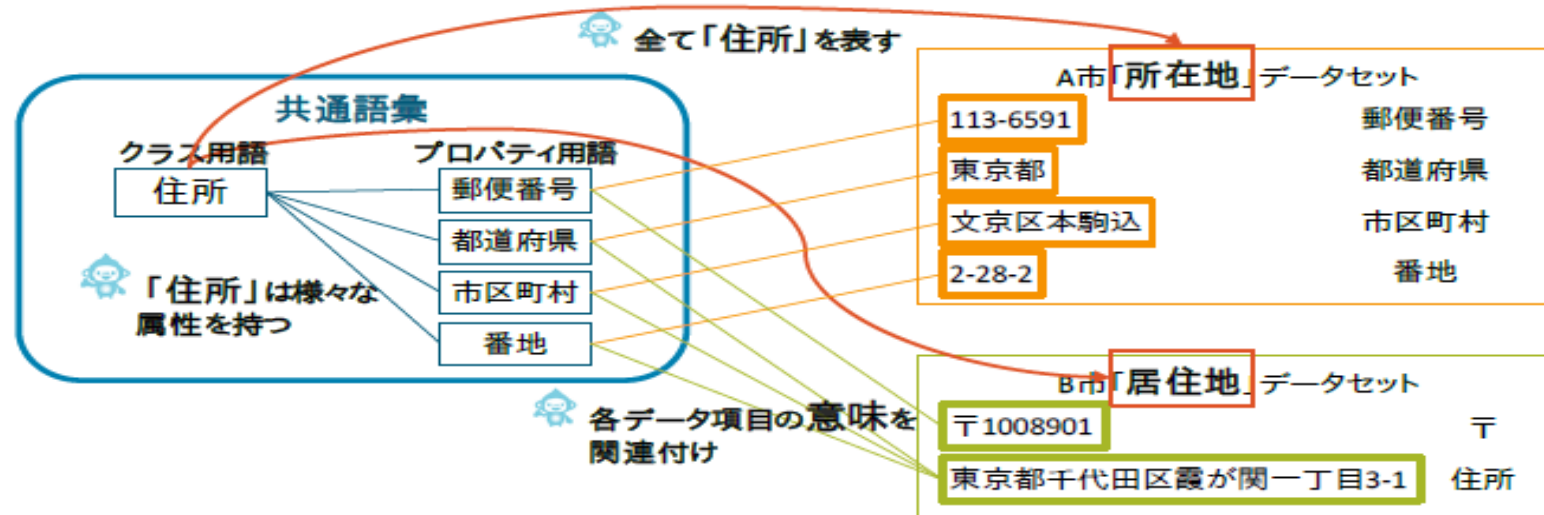 全て「住所」を表す
共通語彙
クラス用語
プロパティ用語
住所
郵便番号
都道府県
市区町村
番地
「住所」は様々な
属性を持つ
各データ項目の意味を
関連付け
A市「所在地」データセット
113-6591 郵便番号
東京都 都道府県
文京区本駒込 市区町村
2-28-2 番地
B市「居住地」データセット
〒1008901 〒
東京都千代田区霞が関一丁目3-1 住所